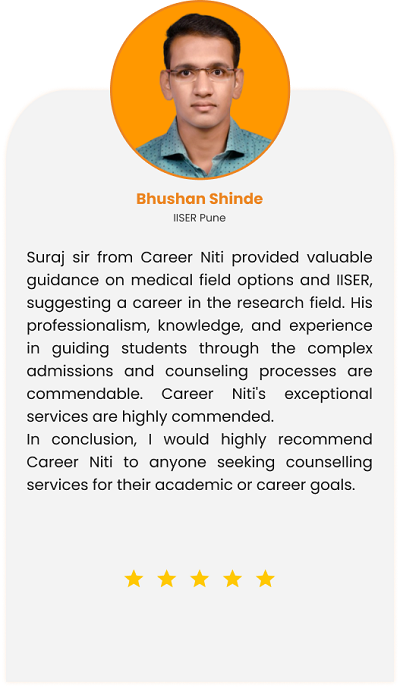 Bhushan Shinde
IISER Pune
Suraj sir from Career Niti provided valuable
guidance on medical field options and IISER,
suggesting a career in the research field. His
professionalism, knowledge, and experience
in guiding students through the complex
admissions and counseling processes are
commendable. Career Niti's exceptional
services are highly commended.
In conclusion, I would highly recommend
Career Niti to anyone seeking counselling
services for their academic or career goals.